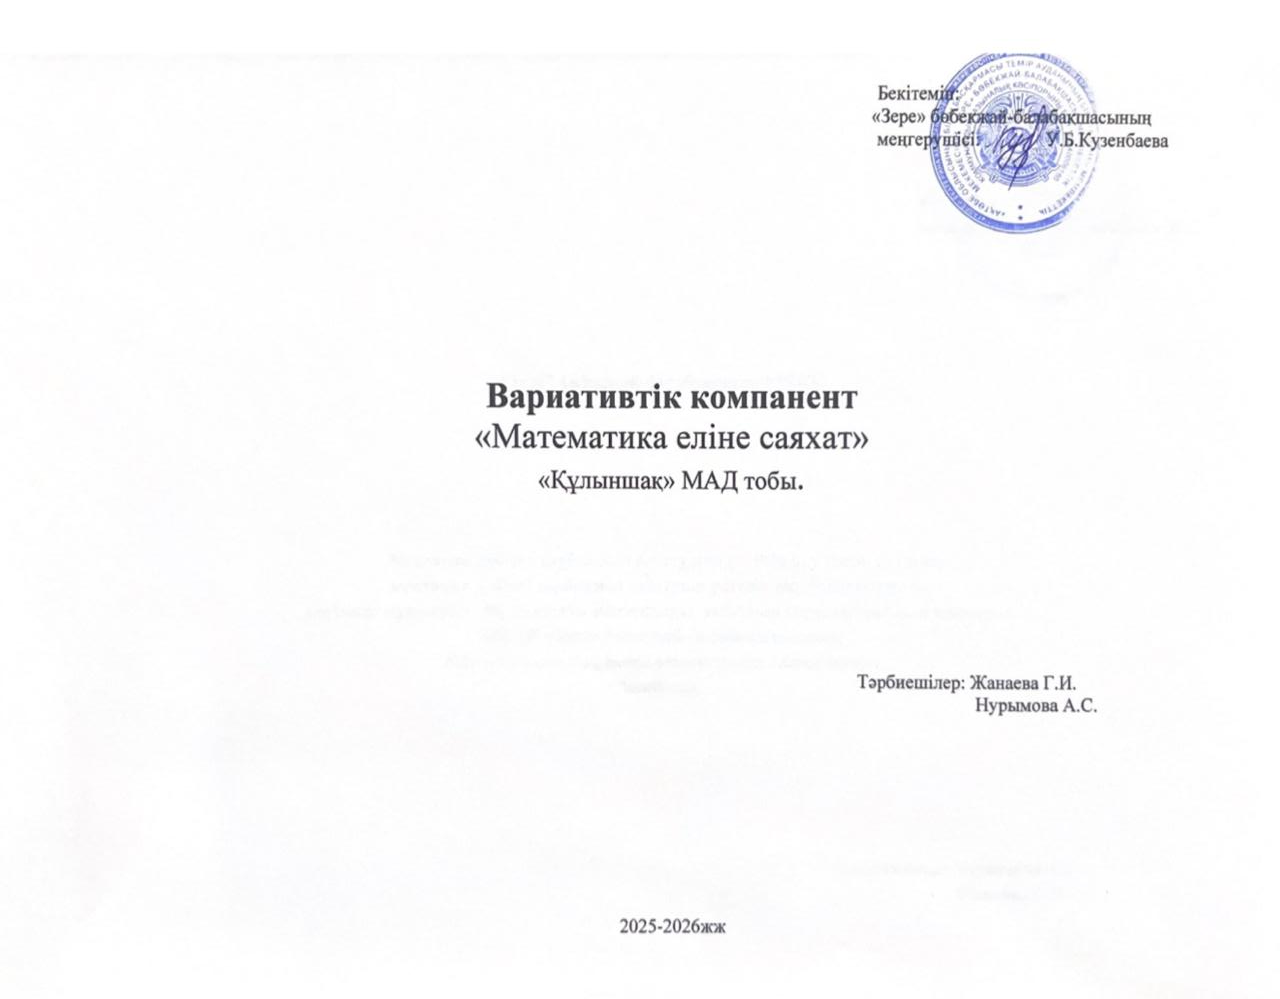 Бекітемін:
«Зере» бөбекжай-балабақшасының
меңгерушісі: У.Б.Кузенбаева
Вариативтік компанент
«Математика еліне саяхат»
«Құлыншақ» МАД тобы.
Тәрбиешілер: Жанаева Г.И.
Нурымова А.С.
2025-2026жж